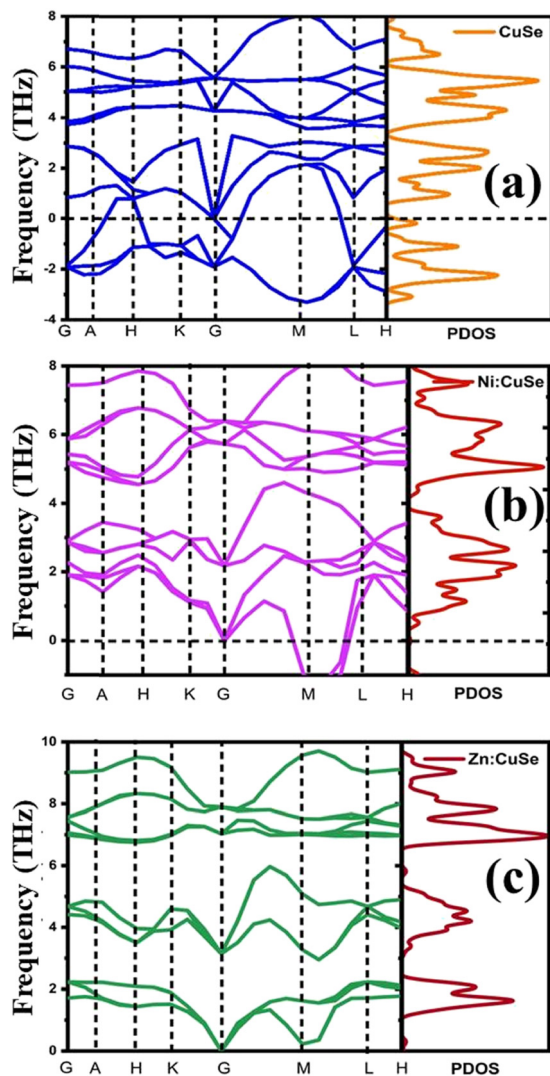 8
6
4
2
0
-2
-4
Frequency (THz)
CuSe
(a)
G A H K G M L H
PDOS
8
6
4
2
0
Frequency (THz)
Ni:CuSe
(b)
G A H K G M L H
PDOS
10
8
6
4
2
0
Frequency (THz)
Zn:CuSe
(c)
G A H K G M L H
PDOS